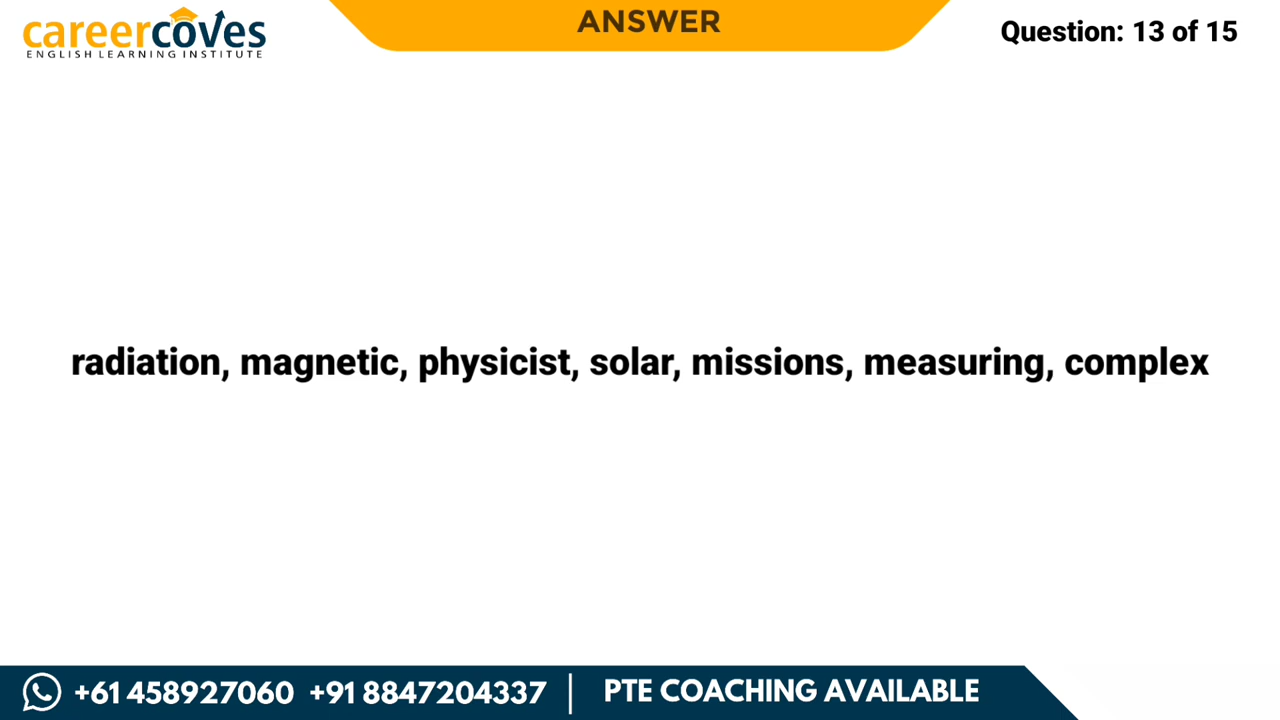 careercoves
ENGLISH LEARNING INSTITUTE
ANSWER
Question: 13 of 15
radiation, magnetic, physicist, solar, missions, measuring, complex
+61 458927060 +91 8847204337
PTE COACHING AVAILABLE